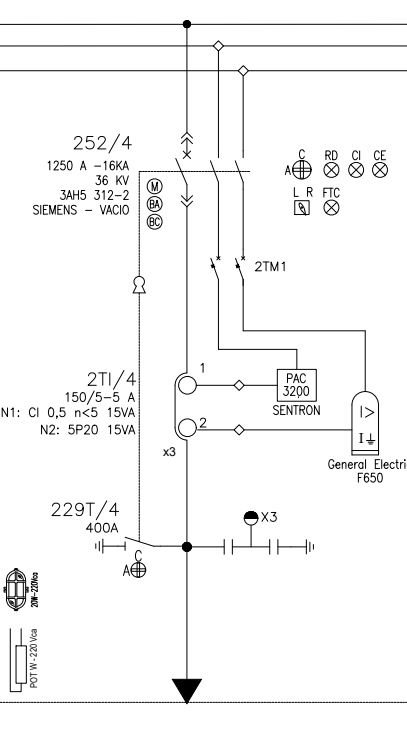 252/4
1250 A -16KA
36 KV
3AH5 312-2
SIEMENS - VACIO
M
BA
BC
C RD CI CE
A
L R FTC
2TM1
2TI/4
150/5-5 A
N1: CI 0,5 n<5 15VA
N2: 5P20 15VA
1
2
x3
PAC
3200
SENTRON
I>
I
General Electri
F650
229T/4
400A
C
A
X3
20W-220Vca
POT W - 220 Vca